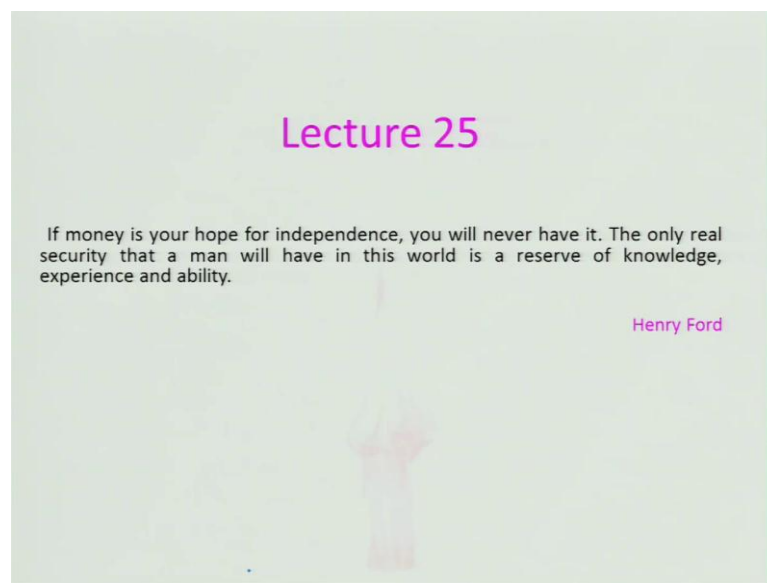 Lecture 25
If money is your hope for independence, you will never have it. The only real
security that a man will have in this world is a reserve of knowledge,
experience and ability.
Henry Ford